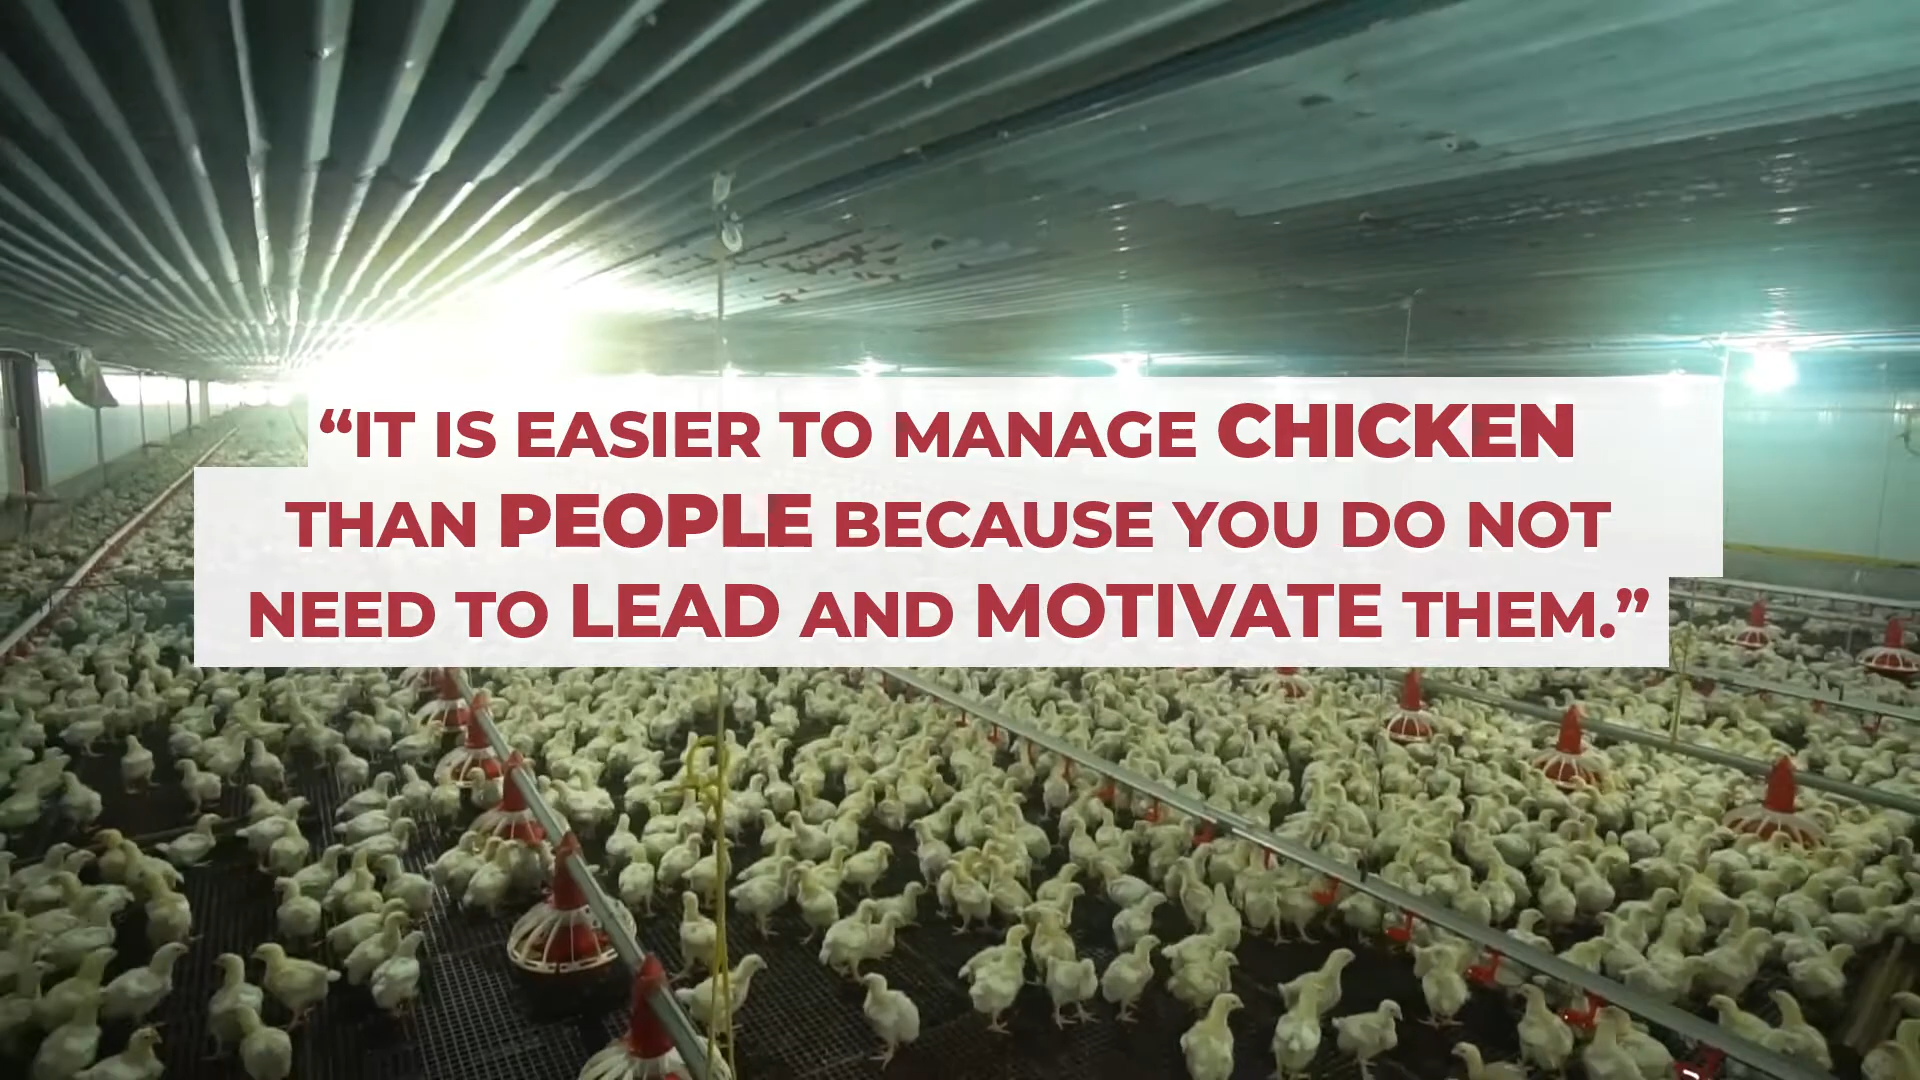 “IT IS EASIER TO MANAGE CHICKEN
THAN PEOPLE BECAUSE YOU DO NOT
NEED TO LEAD AND MOTIVATE THEM.”